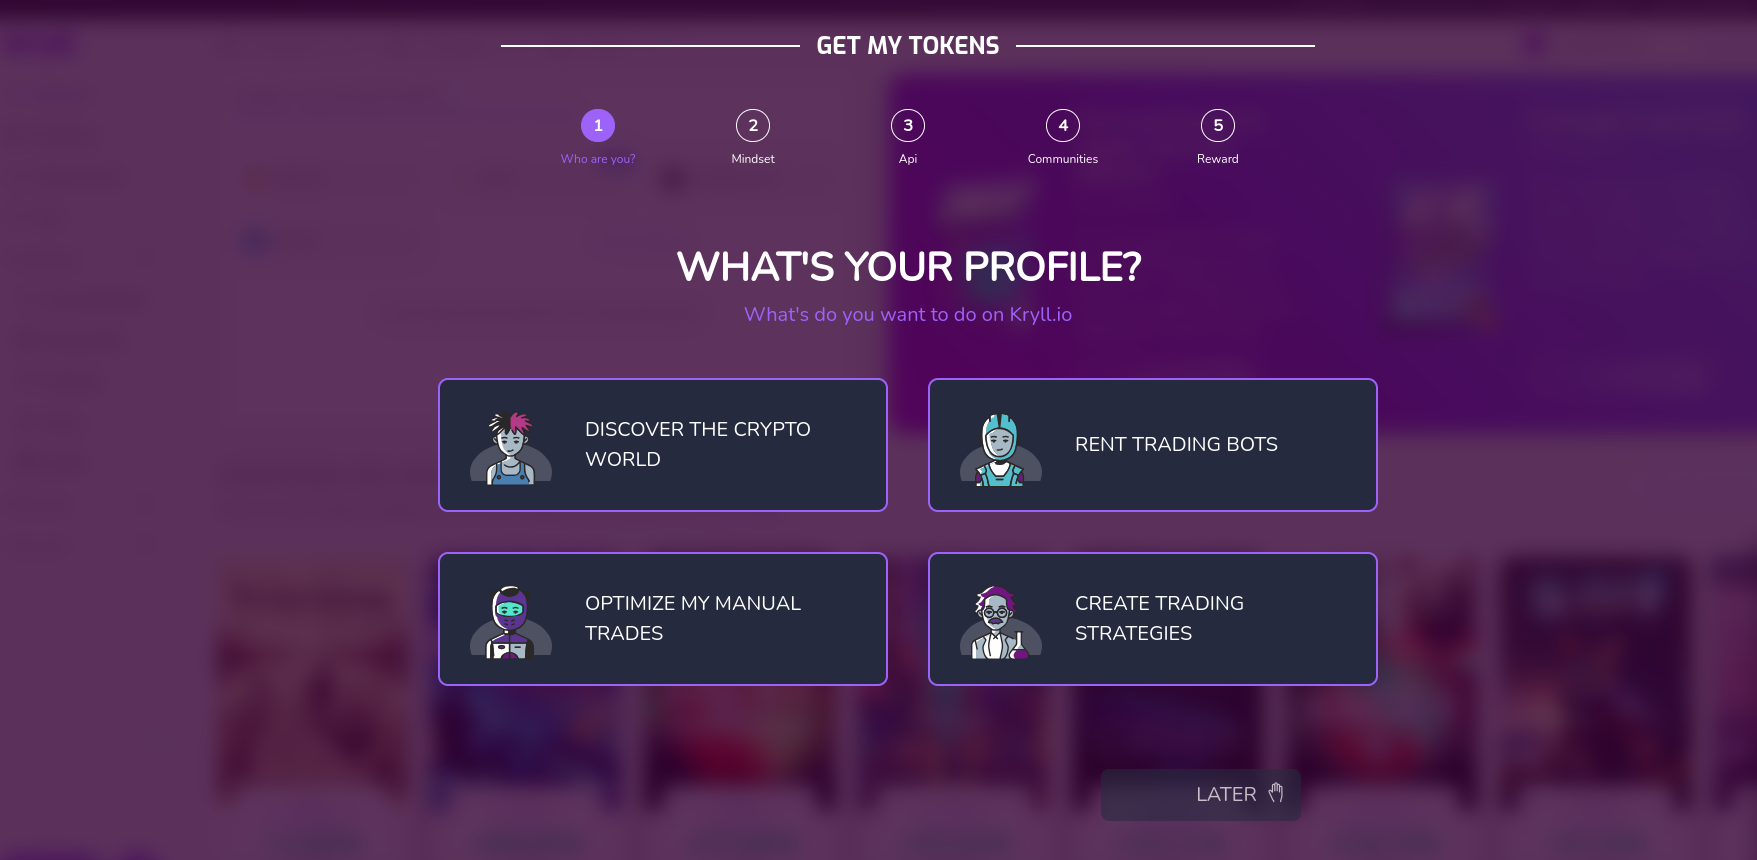 GET MY TOKENS
1
2
3
4
5
Who are you?
Mindset
Api
Communities
Reward
WHAT'S YOUR PROFILE?
What's do you want to do on Kryll.io
DISCOVER THE CRYPTO
WORLD
RENT TRADING BOTS
OPTIMIZE MY MANUAL
TRADES
CREATE TRADING
STRATEGIES
LATER